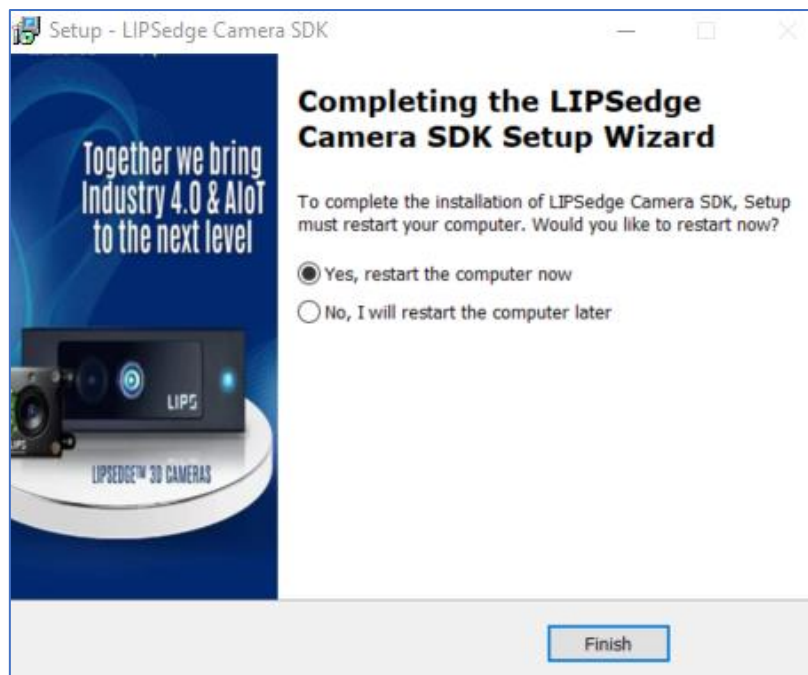 Setup - LIPSedge Camera SDK
Together we bring
Industry 4.0 & AIoT
to the next level
LIPS
LIPSEDGE™ 3D CAMERAS
Completing the LIPSedge
Camera SDK Setup Wizard
To complete the installation of LIPSedge Camera SDK, Setup
must restart your computer. Would you like to restart now?
Yes, restart the computer now
No, I will restart the computer later
Finish